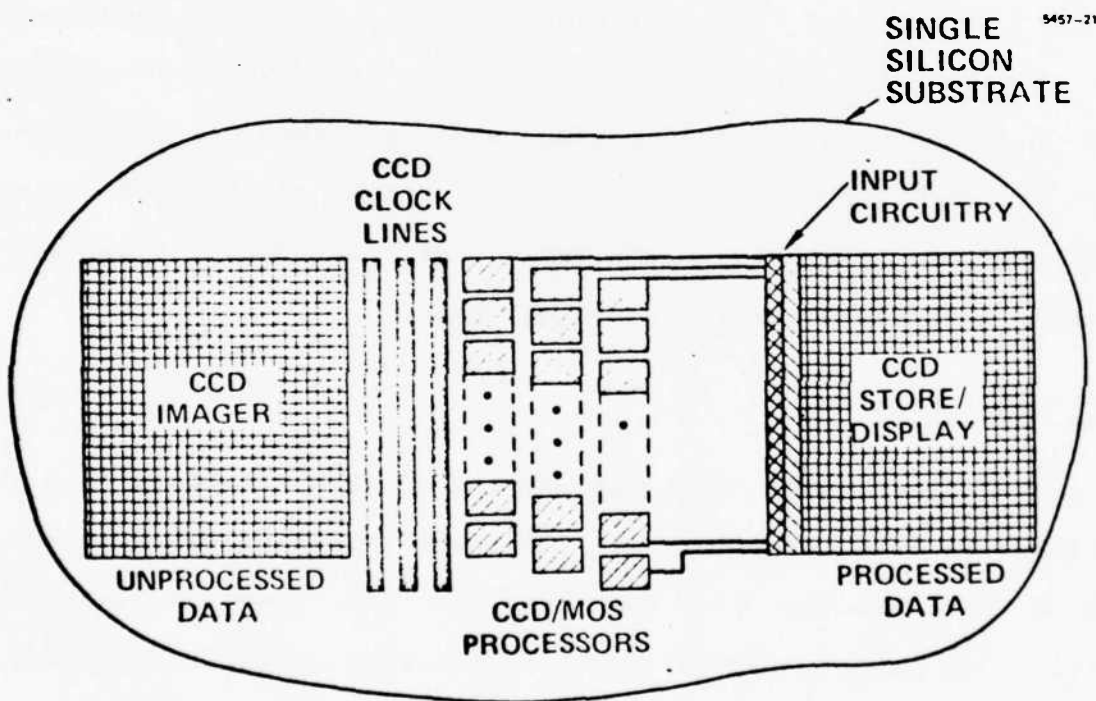 5457-21
SINGLE
SILICON
SUBSTRATE
CCD
CLOCK
LINES
INPUT
CIRCUITRY
CCD
IMAGER
CCD
STORE/
DISPLAY
UNPROCESSED
DATA
CCD/MOS
PROCESSORS
PROCESSED
DATA